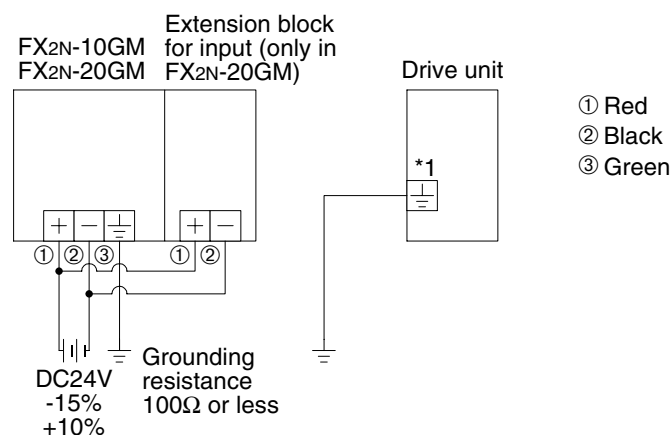 FX2N-10GM
FX2N-20GM
Extension block
for input (only in
FX2N-20GM)
Drive unit
① Red
② Black
③ Green
*1
+ −
+ −
① ② ③
① ②
DC24V
-15%
+10%
Grounding
resistance
100Ω or less